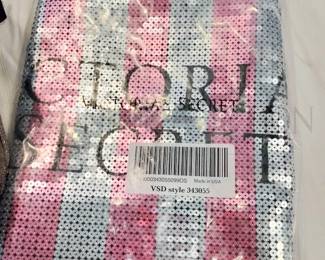 CTORIA
VICTORIA'S SECRET
SECRET
Made in USA
VSD style 343055